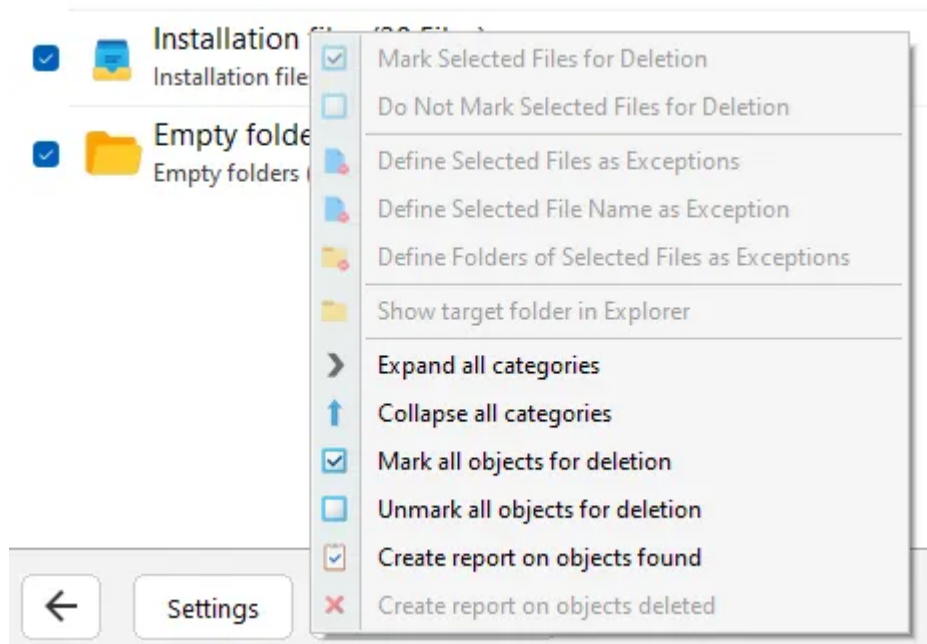 Installation
Installation file
Empty folde
Empty folders
Mark Selected Files for Deletion
Do Not Mark Selected Files for Deletion
Define Selected Files as Exceptions
Define Selected File Name as Exception
Define Folders of Selected Files as Exceptions
Show target folder in Explorer
Expand all categories
Collapse all categories
Mark all objects for deletion
Unmark all objects for deletion
Create report on objects found
Create report on objects deleted
Settings